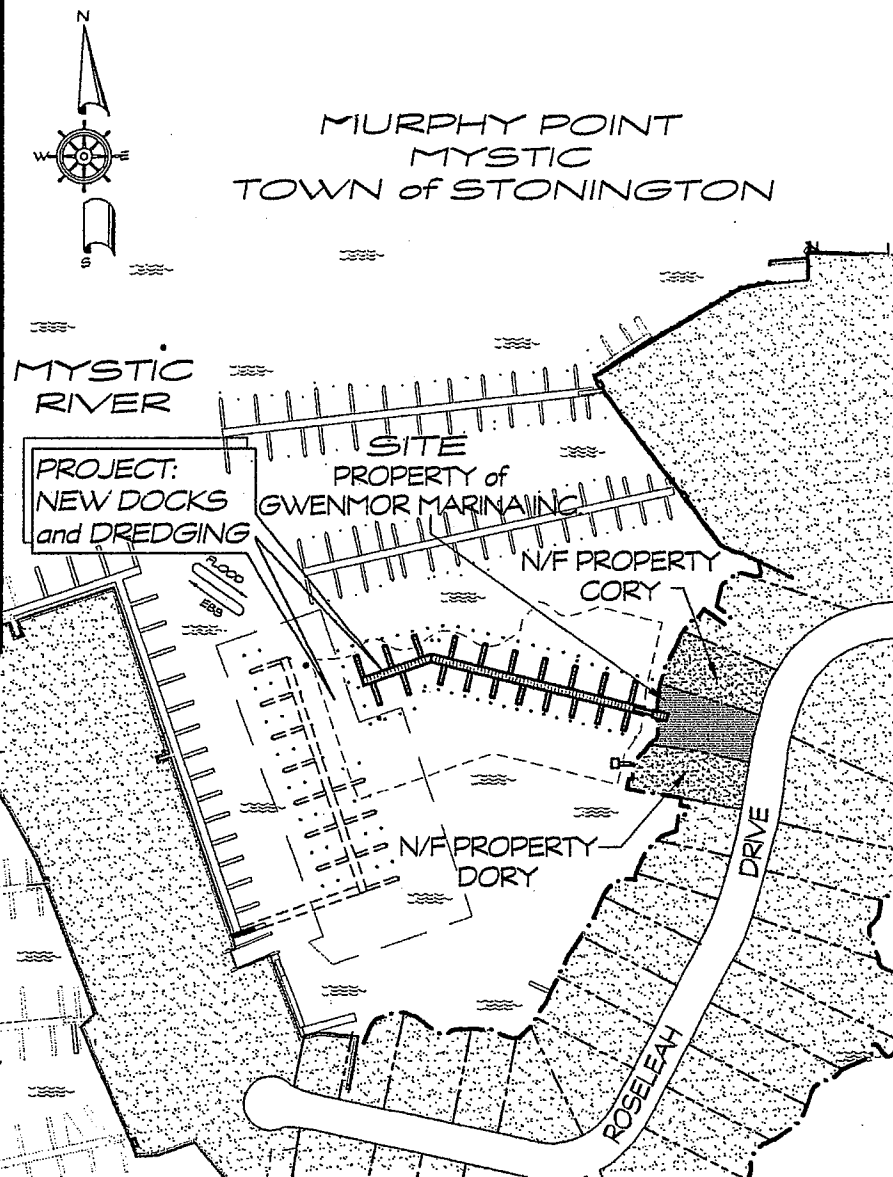 N
W
E
S
MURPHY POINT
MYSTIC
TOWN of STONINGTON
MYSTIC
RIVER
PROJECT:
NEW DOCKS
and DREDGING
SITE
PROPERTY of
GWENMOR MARINA INC
FLOOD
EBB
N/F PROPERTY
CORY
N/F PROPERTY
DORY
ROSELEAH
DRIVE